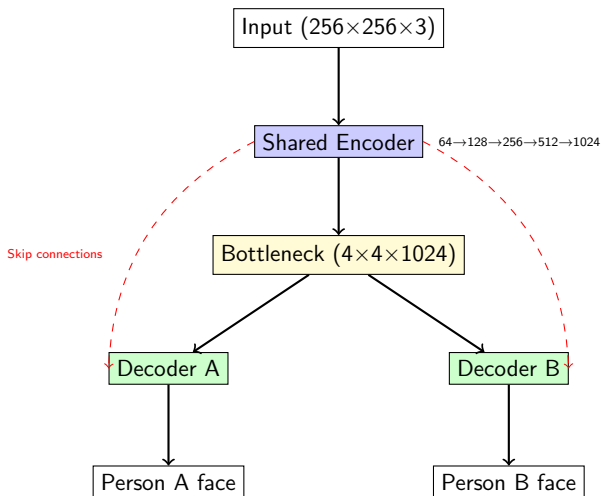 Input (256×256×3)
Shared Encoder
64→128→256→512→1024
Skip connections
Bottleneck (4×4×1024)
Decoder A
Decoder B
Person A face
Person B face